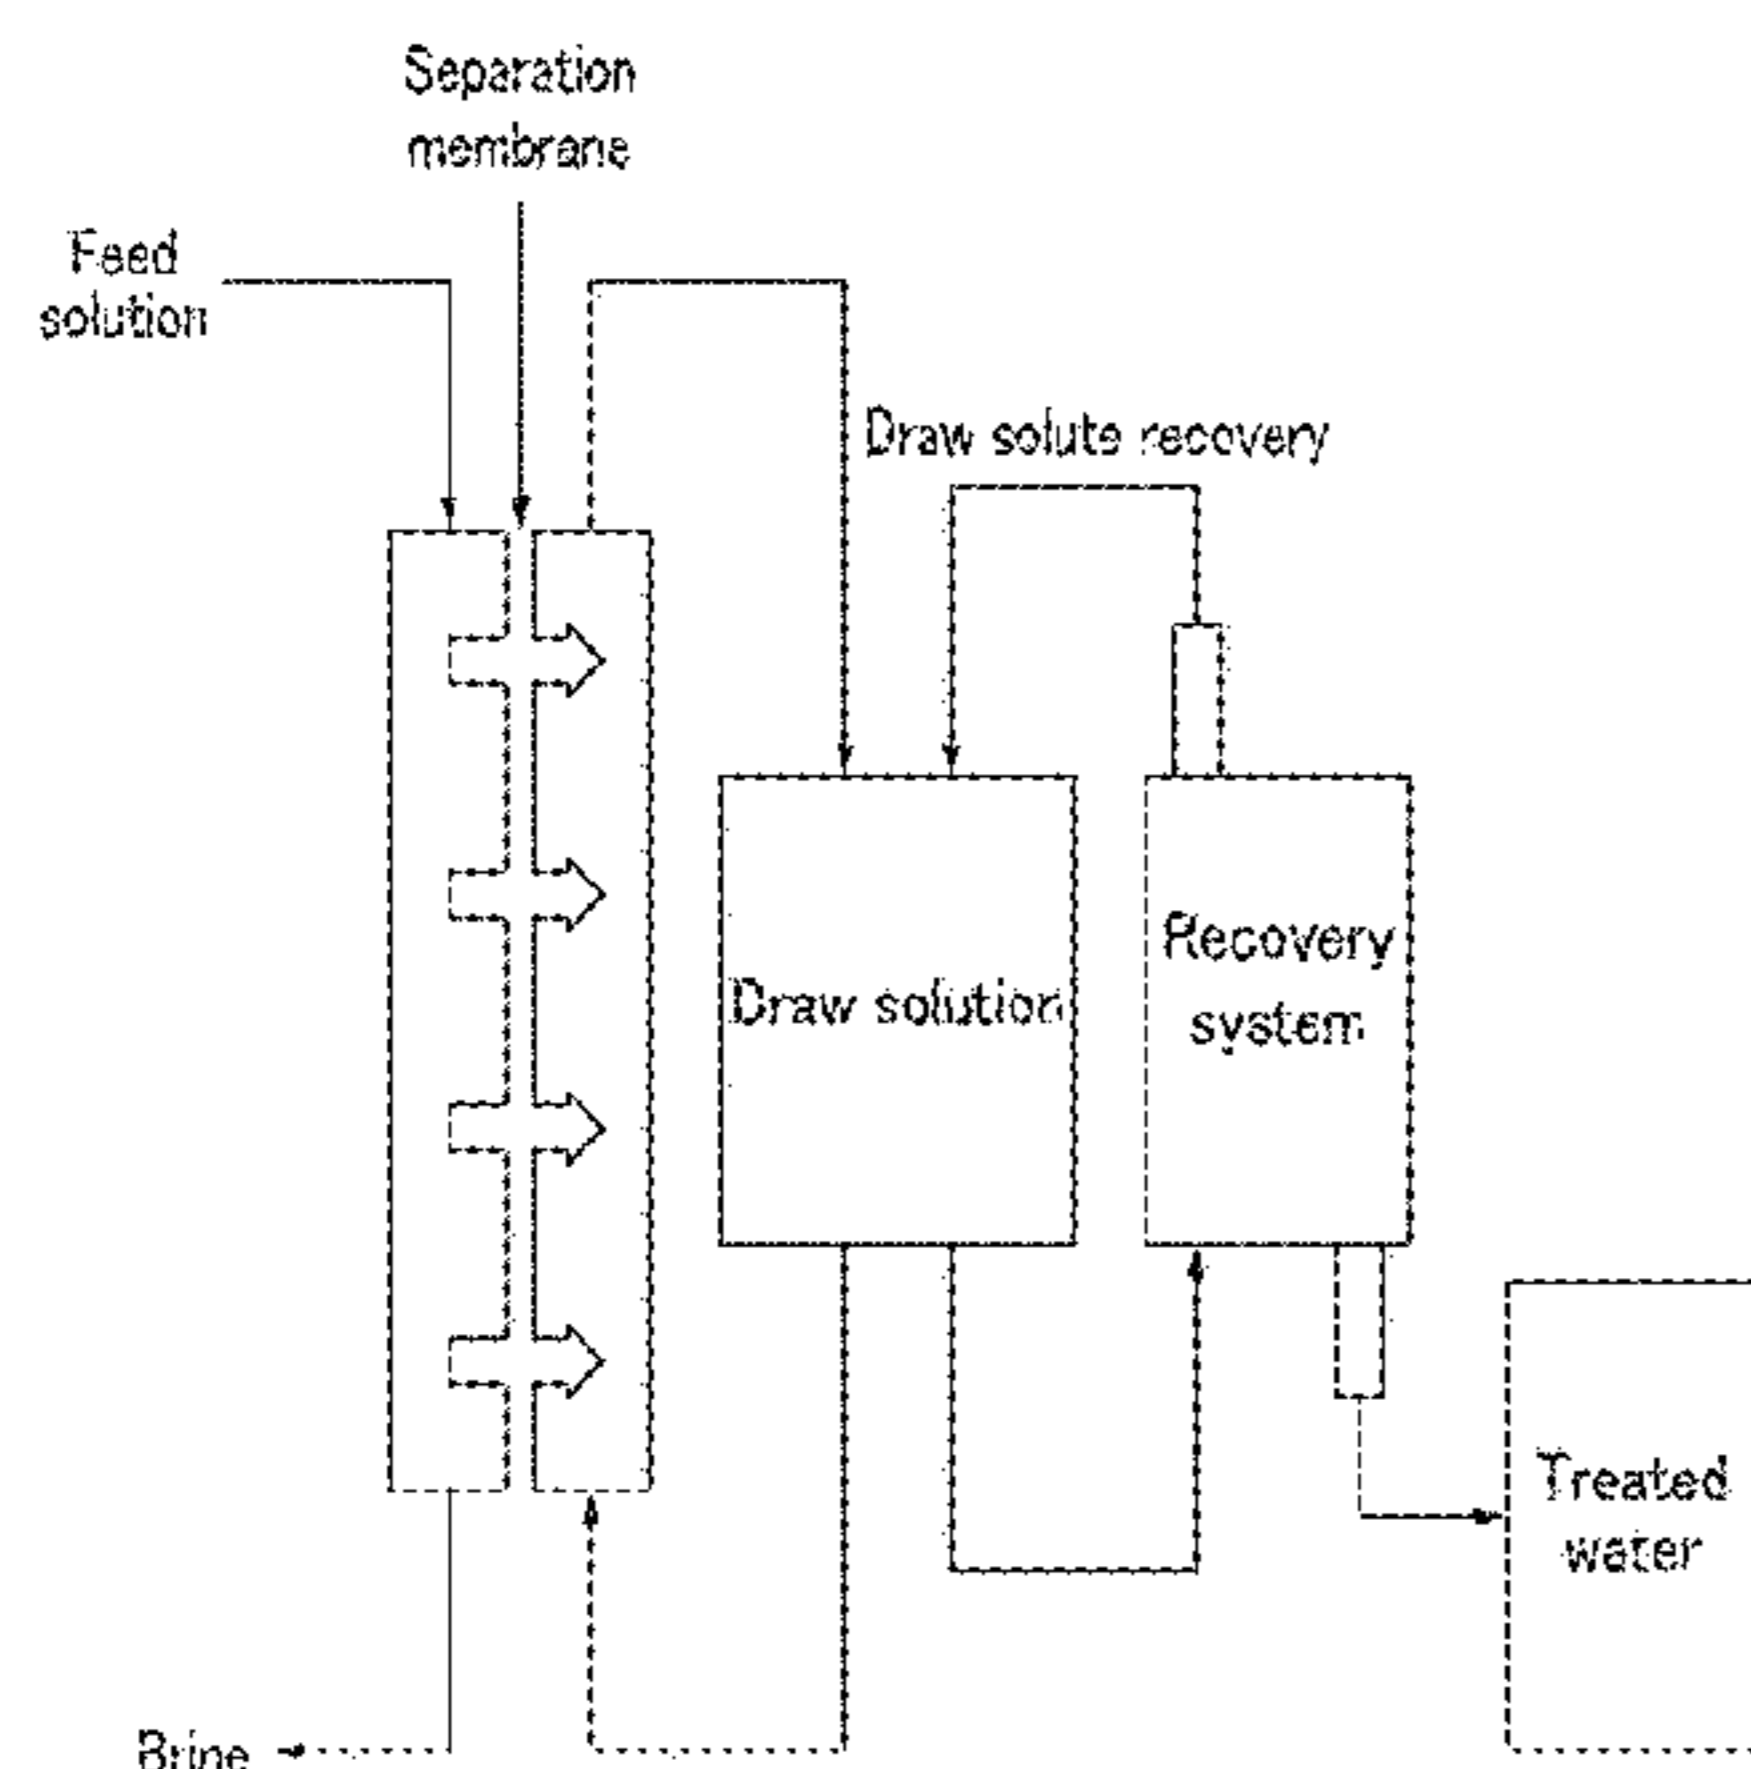 Separation
membrane
Feed
solution
Draw solute recovery
Draw solution
Recovery
system
Treated
water
Brine